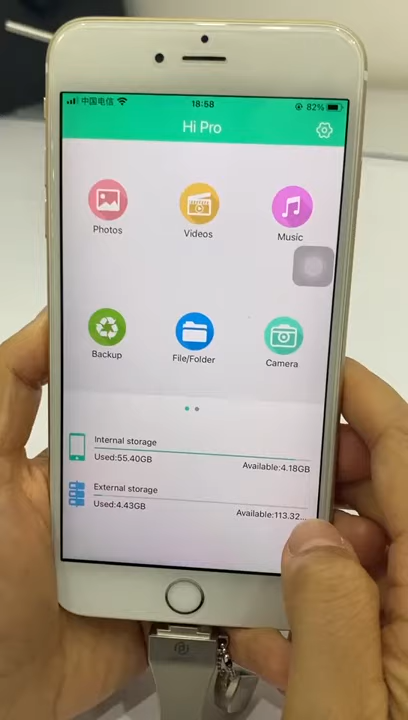 中国电信 18:58 82%
Hi Pro
Photos Videos Music
Backup File/Folder Camera
Internal storage
Used:55.40GB Available:4.18GB
External storage
Used:4.43GB Available:113.32...